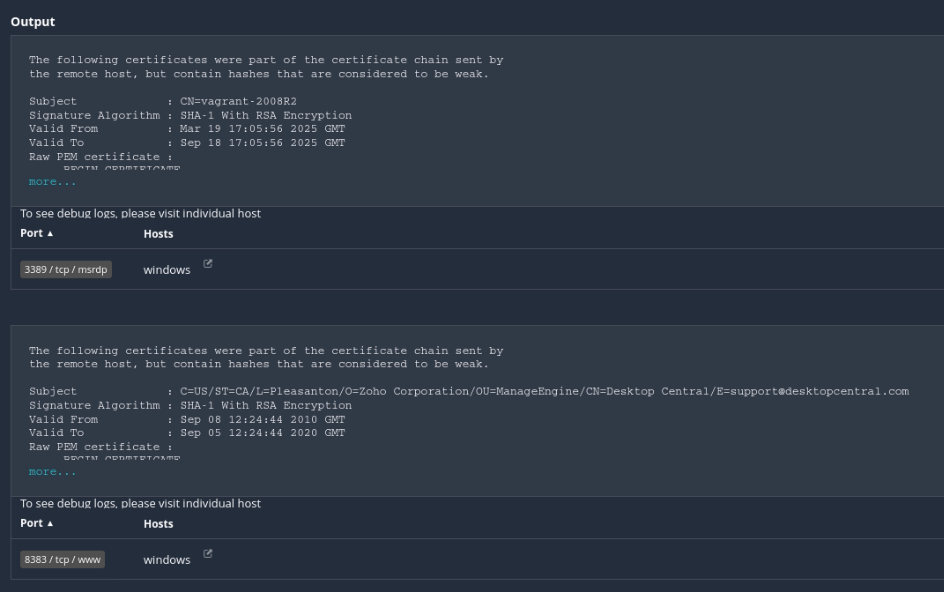 Output
The following certificates were part of the certificate chain sent by
the remote host, but contain hashes that are considered to be weak.
Subject : CN=vagrant-2008R2
Signature Algorithm : SHA-1 With RSA Encryption
Valid From : Mar 19 17:05:56 2025 GMT
Valid To : Sep 18 17:05:56 2025 GMT
Raw PEM certificate :
BEGIN CERTIFICATE
more...
To see debug logs, please visit individual host
Port ▲ Hosts
3389 / tcp / msrdp windows
The following certificates were part of the certificate chain sent by
the remote host, but contain hashes that are considered to be weak.
Subject : C=US/ST=CA/L=Pleasanton/O=Zoho Corporation/OU=ManageEngine/CN=Desktop Central/E=support@desktopcentral.com
Signature Algorithm : SHA-1 With RSA Encryption
Valid From : Sep 08 12:24:44 2010 GMT
Valid To : Sep 05 12:24:44 2020 GMT
Raw PEM certificate :
BEGIN CERTIFICATE
more...
To see debug logs, please visit individual host
Port ▲ Hosts
8383 / tcp / www windows